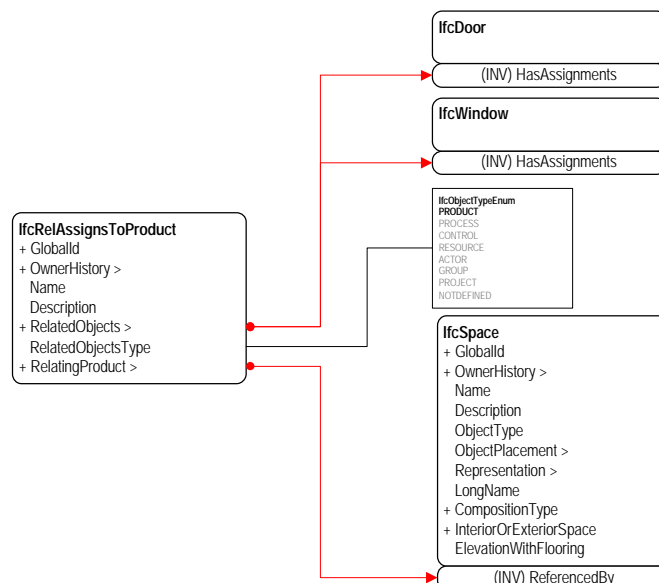 IfcDoor
(INV) HasAssignments
IfcWindow
(INV) HasAssignments
IfcObjectTypeEnum
PRODUCT
PROCESS
CONTROL
RESOURCE
ACTOR
GROUP
PROJECT
NOTDEFINED
IfcRelAssignsToProduct
+ GlobalId
+ OwnerHistory >
Name
Description
+ RelatedObjects >
RelatedObjectsType
+ RelatingProduct >
IfcSpace
+ GlobalId
+ OwnerHistory >
Name
Description
ObjectType
ObjectPlacement >
Representation >
LongName
+ CompositionType
+ InteriorOrExteriorSpace
ElevationWithFlooring
(INV) ReferencedBy